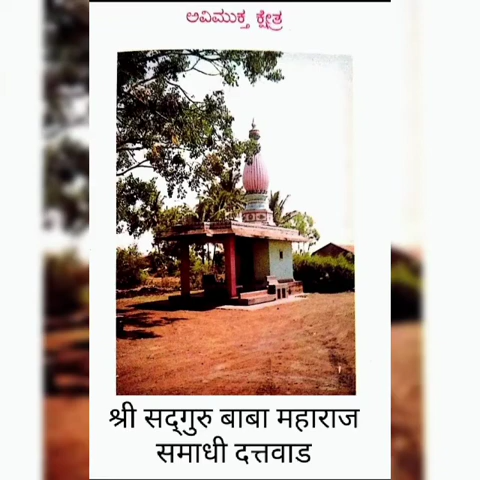 ಅವಿಮುಕ್ತ ಕ್ಷೇತ್ರ
श्री सद्गुरु बाबा महाराज
समाधी दत्तवाड